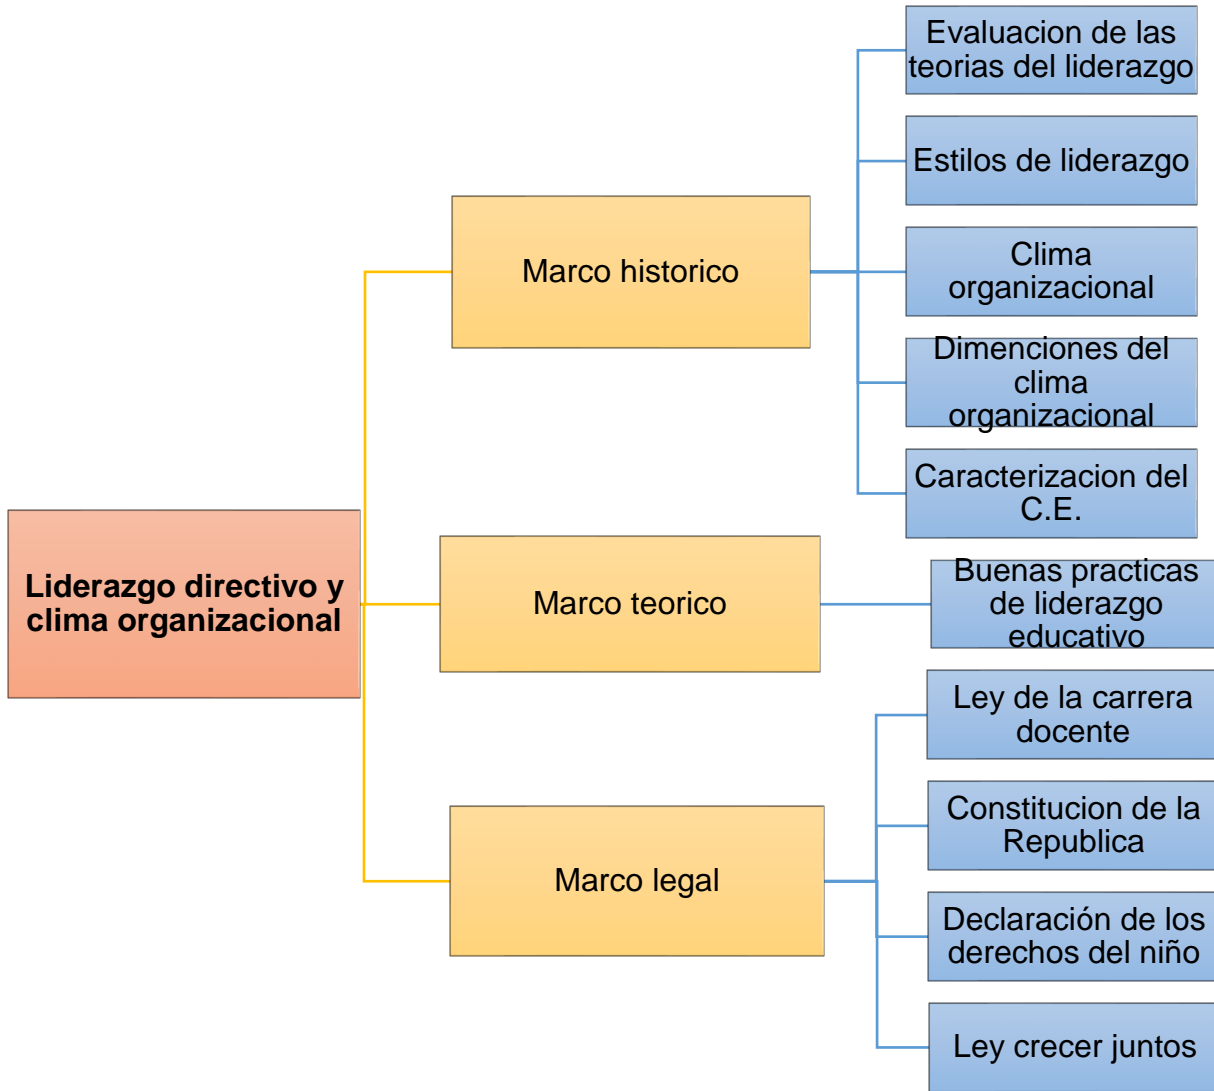 Liderazgo directivo y
clima organizacional
Marco historico
Evaluacion de las
teorias del liderazgo
Estilos de liderazgo
Clima
organizacional
Dimenciones del
clima
organizacional
Caracterizacion del
C.E.
Marco teorico
Buenas practicas
de liderazgo
educativo
Marco legal
Ley de la carrera
docente
Constitucion de la
Republica
Declaración de los
derechos del niño
Ley crecer juntos